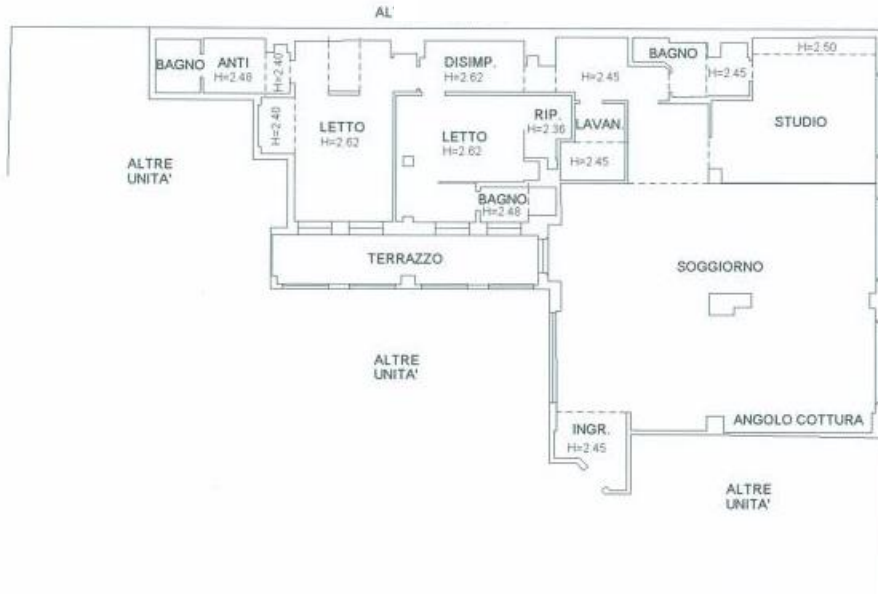 AL'
BAGNO
ANTI
H=2.48
H=2.40
H=2.40
LETTO
H=2.62
DISIMP.
H=2.62
LETTO
H=2.62
RIP.
H=2.36
H=2.45
LAVAN.
H=2.45
BAGNO
H=2.45
H=2.50
STUDIO
BAGNO
H=2.48
ALTRE
UNITA'
TERRAZZO
SOGGIORNO
ALTRE
UNITA'
ANGOLO COTTURA
INGR.
H=2.45
ALTRE
UNITA'